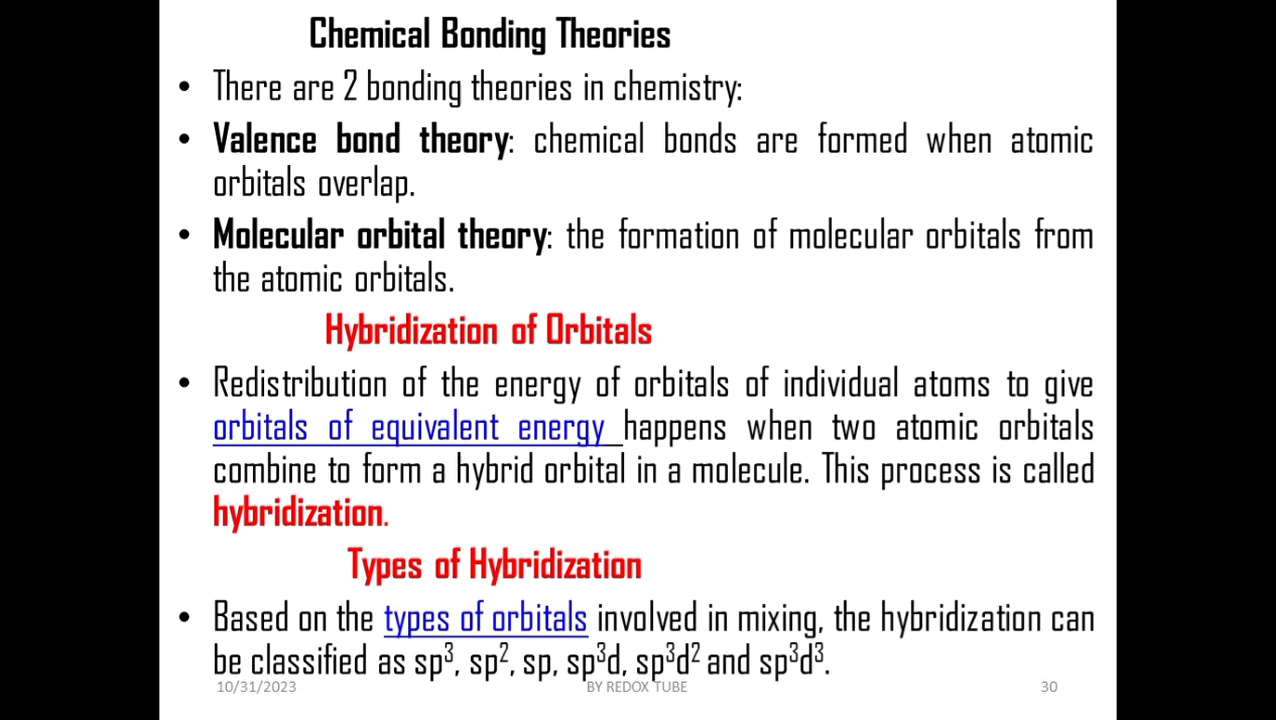 Chemical Bonding Theories
• There are 2 bonding theories in chemistry:
• Valence bond theory: chemical bonds are formed when atomic
orbitals overlap.
• Molecular orbital theory: the formation of molecular orbitals from
the atomic orbitals.
Hybridization of Orbitals
• Redistribution of the energy of orbitals of individual atoms to give
orbitals of equivalent energy happens when two atomic orbitals
combine to form a hybrid orbital in a molecule. This process is called
hybridization.
Types of Hybridization
• Based on the types of orbitals involved in mixing, the hybridization can
be classified as sp³, sp², sp, sp³d, sp³d² and sp³d³.
10/31/2023 BY REDOX TUBE 30